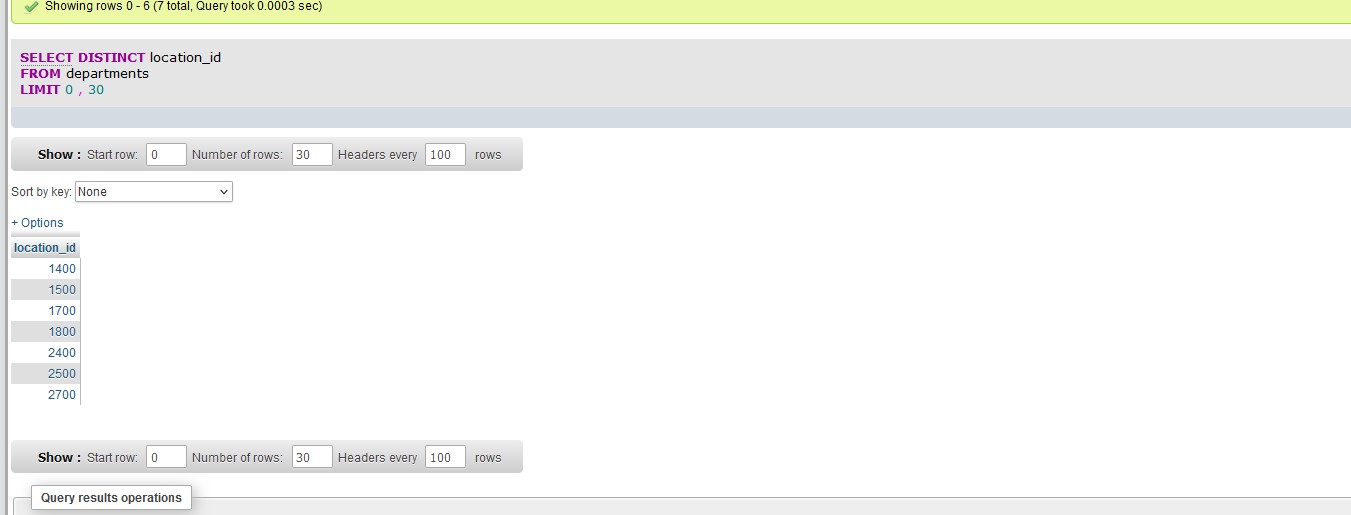 Showing rows 0 - 6 (7 total, Query took 0.0003 sec)
SELECT DISTINCT location_id
FROM departments
LIMIT 0 , 30
Show : Start row: 0 Number of rows: 30 Headers every 100 rows
Sort by key: None
+ Options
location_id
1400
1500
1700
1800
2400
2500
2700
Show : Start row: 0 Number of rows: 30 Headers every 100 rows
Query results operations